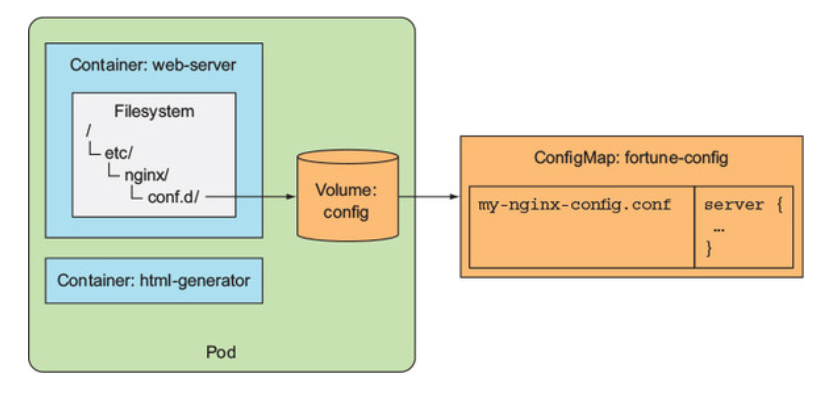 Container: web-server
Filesystem
/
etc/
nginx/
conf.d/
Volume:
config
ConfigMap: fortune-config
my-nginx-config.conf
server {
...
}
Container: html-generator
Pod